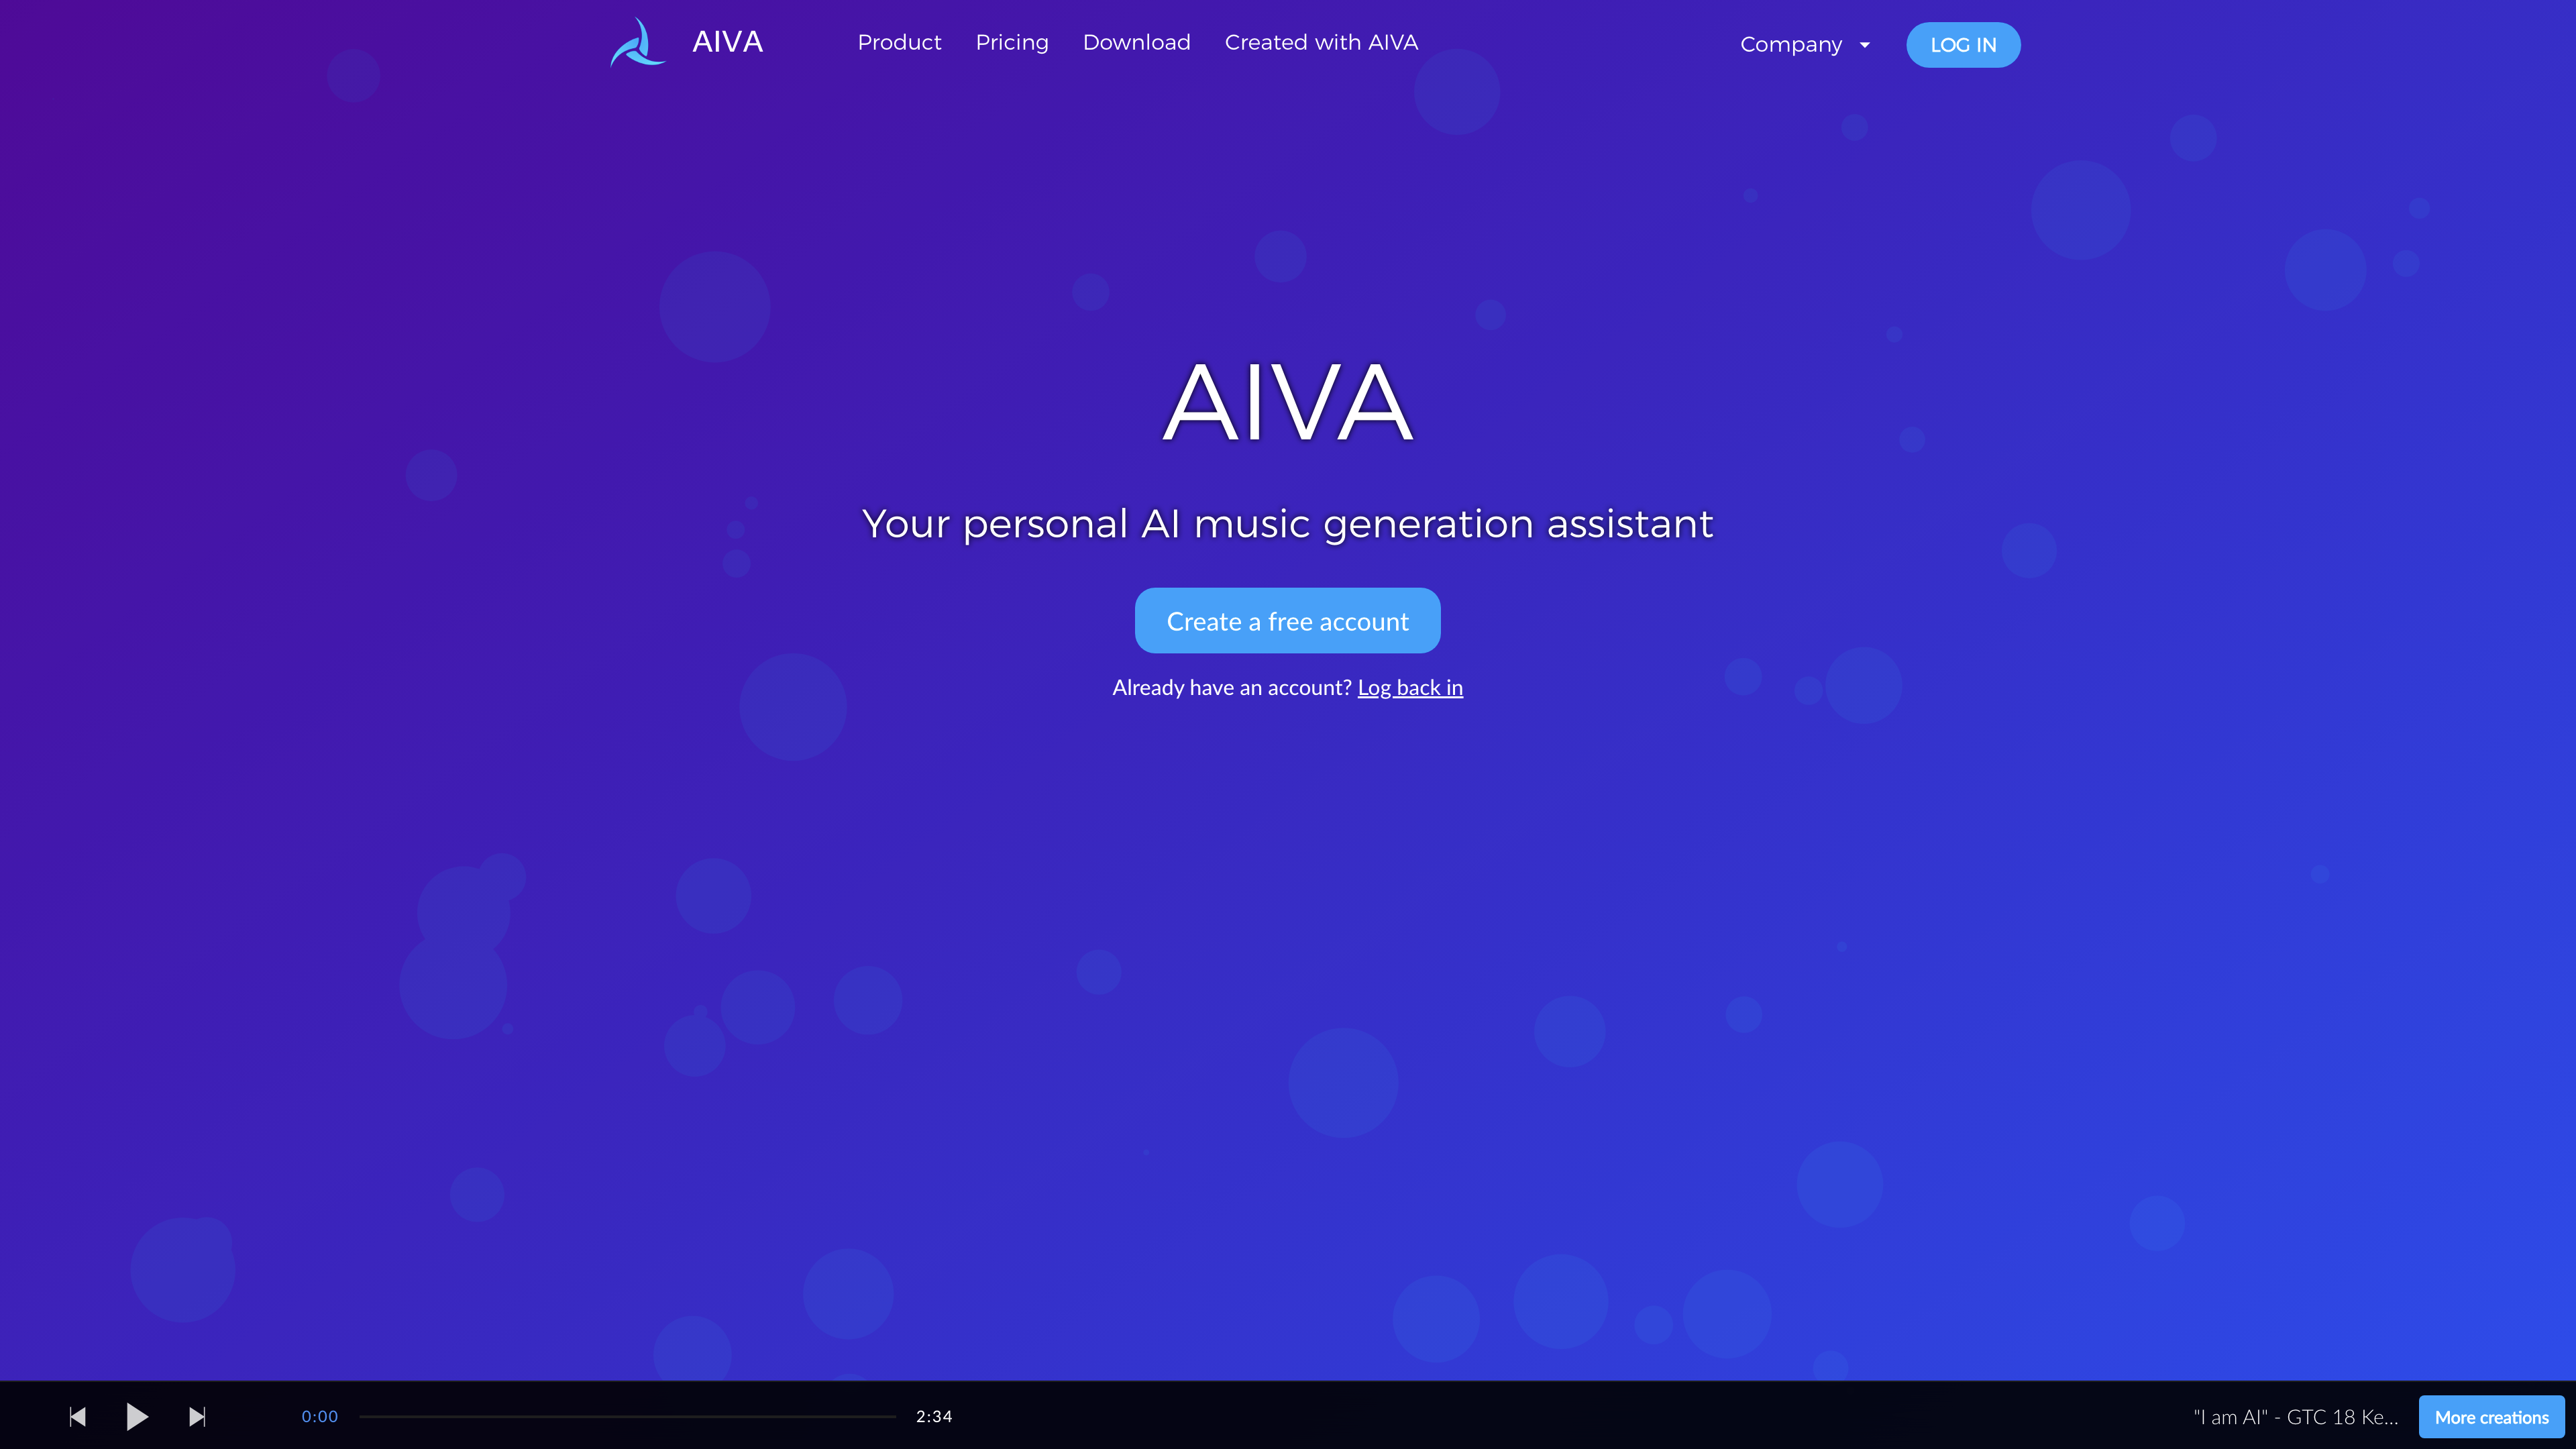 AIVA
Product
Pricing
Download
Created with AIVA
Company
LOG IN
AIVA
Your personal AI music generation assistant
Create a free account
Already have an account? Log back in
0:00
2:34
"I am AI" - GTC 18 Ke...
More creations